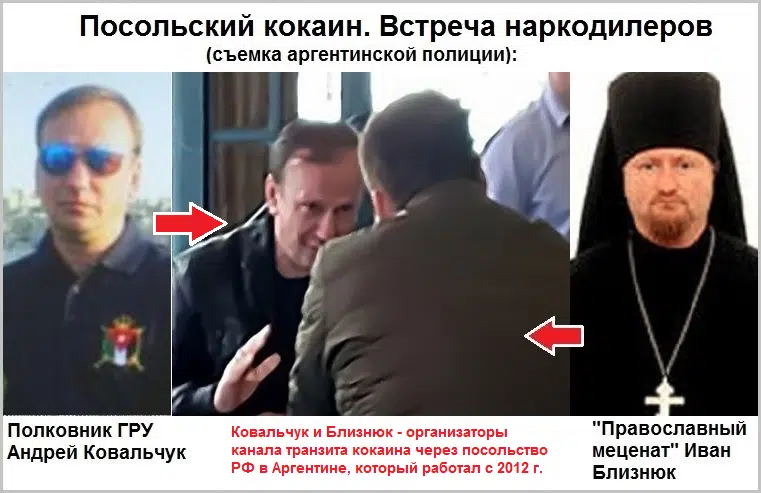 Посольский кокаин. Встреча наркодилеров
(съемка аргентинской полиции):
Полковник ГРУ
Андрей Ковальчук
Ковальчук и Близнюк - организаторы
канала транзита кокаина через посольство
РФ в Аргентине, который работал с 2012 г.
"Православный
меценат" Иван
Близнюк